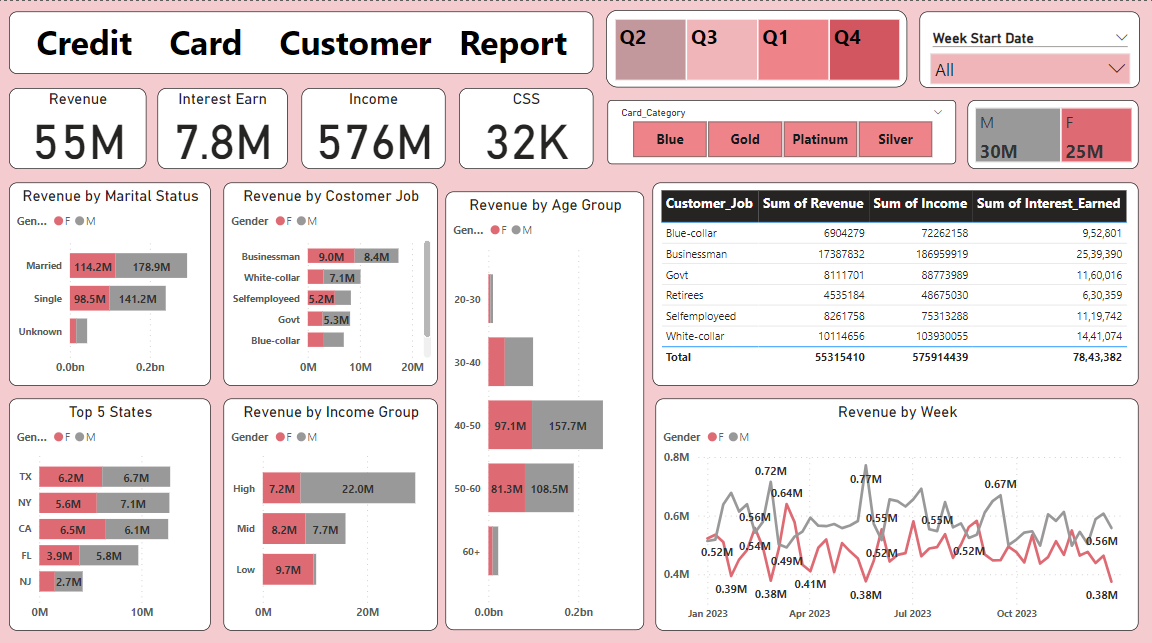 Credit Card Customer Report
Q2 Q3 Q1 Q4
Week Start Date
All
Revenue
55M
Interest Earn
7.8M
Income
576M
CSS
32K
Card_Category
Blue Gold Platinum Silver
M
30M
F
25M
Revenue by Marital Status
Gen... F M
Married 114.2M 178.9M
Single 98.5M 141.2M
Unknown
0.0bn 0.2bn
Revenue by Costomer Job
Gender F M
Businessman 9.0M 8.4M
White-collar 7.1M
Selfemployeed 5.2M
Govt 5.3M
Blue-collar
0M 10M 20M
Revenue by Age Group
Gen... F M
20-30
30-40
40-50 97.1M 157.7M
50-60 81.3M 108.5M
60+
0.0bn 0.2bn
Customer_Job Sum of Revenue Sum of Income Sum of Interest_Earned
Blue-collar 6904279 72262158 9,52,801
Businessman 17387832 186959919 25,39,390
Govt 8111701 88773989 11,60,016
Retirees 4535184 48675030 6,30,359
Selfemployeed 8261758 75313288 11,19,742
White-collar 10114656 103930055 14,41,074
Total 55315410 575914439 78,43,382
Top 5 States
Gen... F M
TX 6.2M 6.7M
NY 5.6M 7.1M
CA 6.5M 6.1M
FL 3.9M 5.8M
NJ 2.7M
0M 10M
Revenue by Income Group
Gender F M
High 7.2M 22.0M
Mid 8.2M 7.7M
Low 9.7M
0M 20M
Revenue by Week
Gender F M
0.8M
0.72M 0.77M 0.67M
0.64M
0.6M
0.56M 0.55M 0.55M
0.52M 0.54M 0.52M 0.52M 0.56M
0.49M
0.4M
0.39M 0.38M 0.41M 0.38M 0.38M
Jan 2023 Apr 2023 Jul 2023 Oct 2023